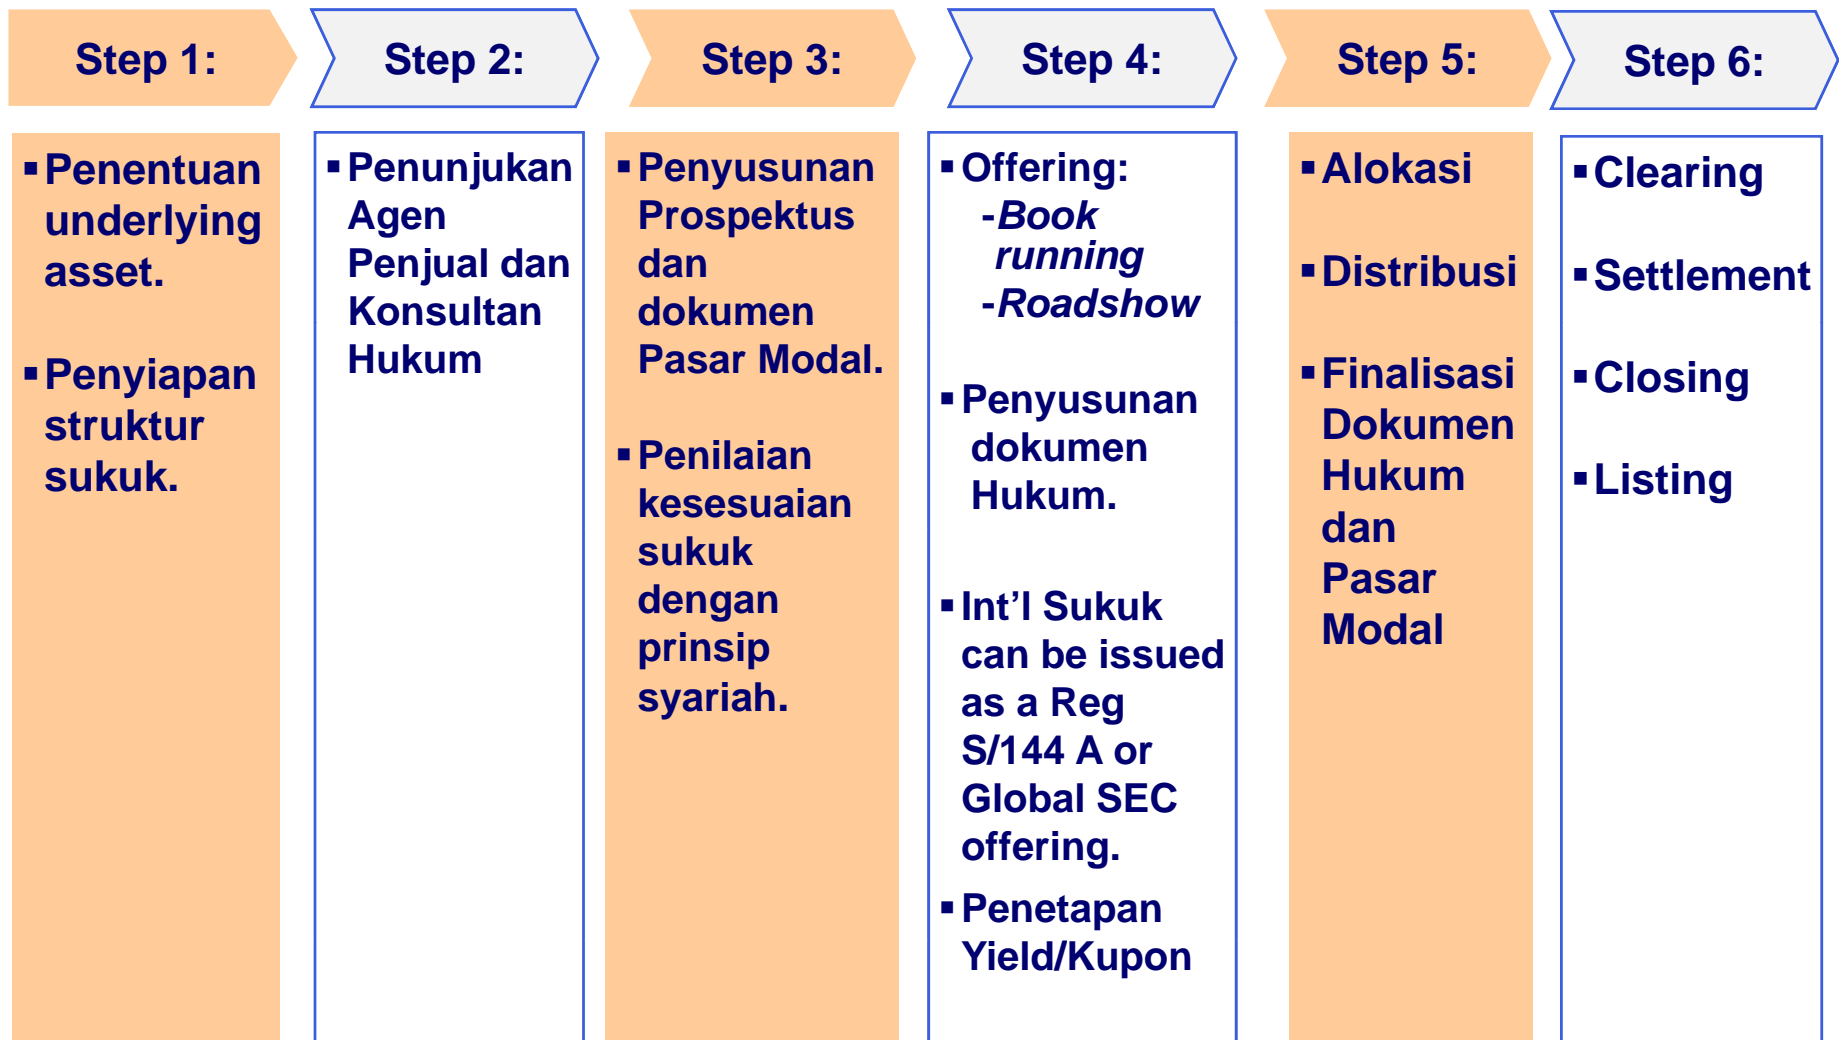 Step 1:
▪Penentuan
underlying
asset.
▪Penyiapan
struktur
sukuk.
Step 2:
▪Penunjukan
Agen
Penjual dan
Konsultan
Hukum
Step 3:
▪Penyusunan
Prospektus
dan
dokumen
Pasar Modal.
▪Penilaian
kesesuaian
sukuk
dengan
prinsip
syariah.
Step 4:
▪Offering:
-Book
running
-Roadshow
▪Penyusunan
dokumen
Hukum.
▪Int’l Sukuk
can be issued
as a Reg
S/144 A or
Global SEC
offering.
▪Penetapan
Yield/Kupon
Step 5:
▪Alokasi
▪Distribusi
▪Finalisasi
Dokumen
Hukum
dan
Pasar
Modal
Step 6:
▪Clearing
▪Settlement
▪Closing
▪Listing